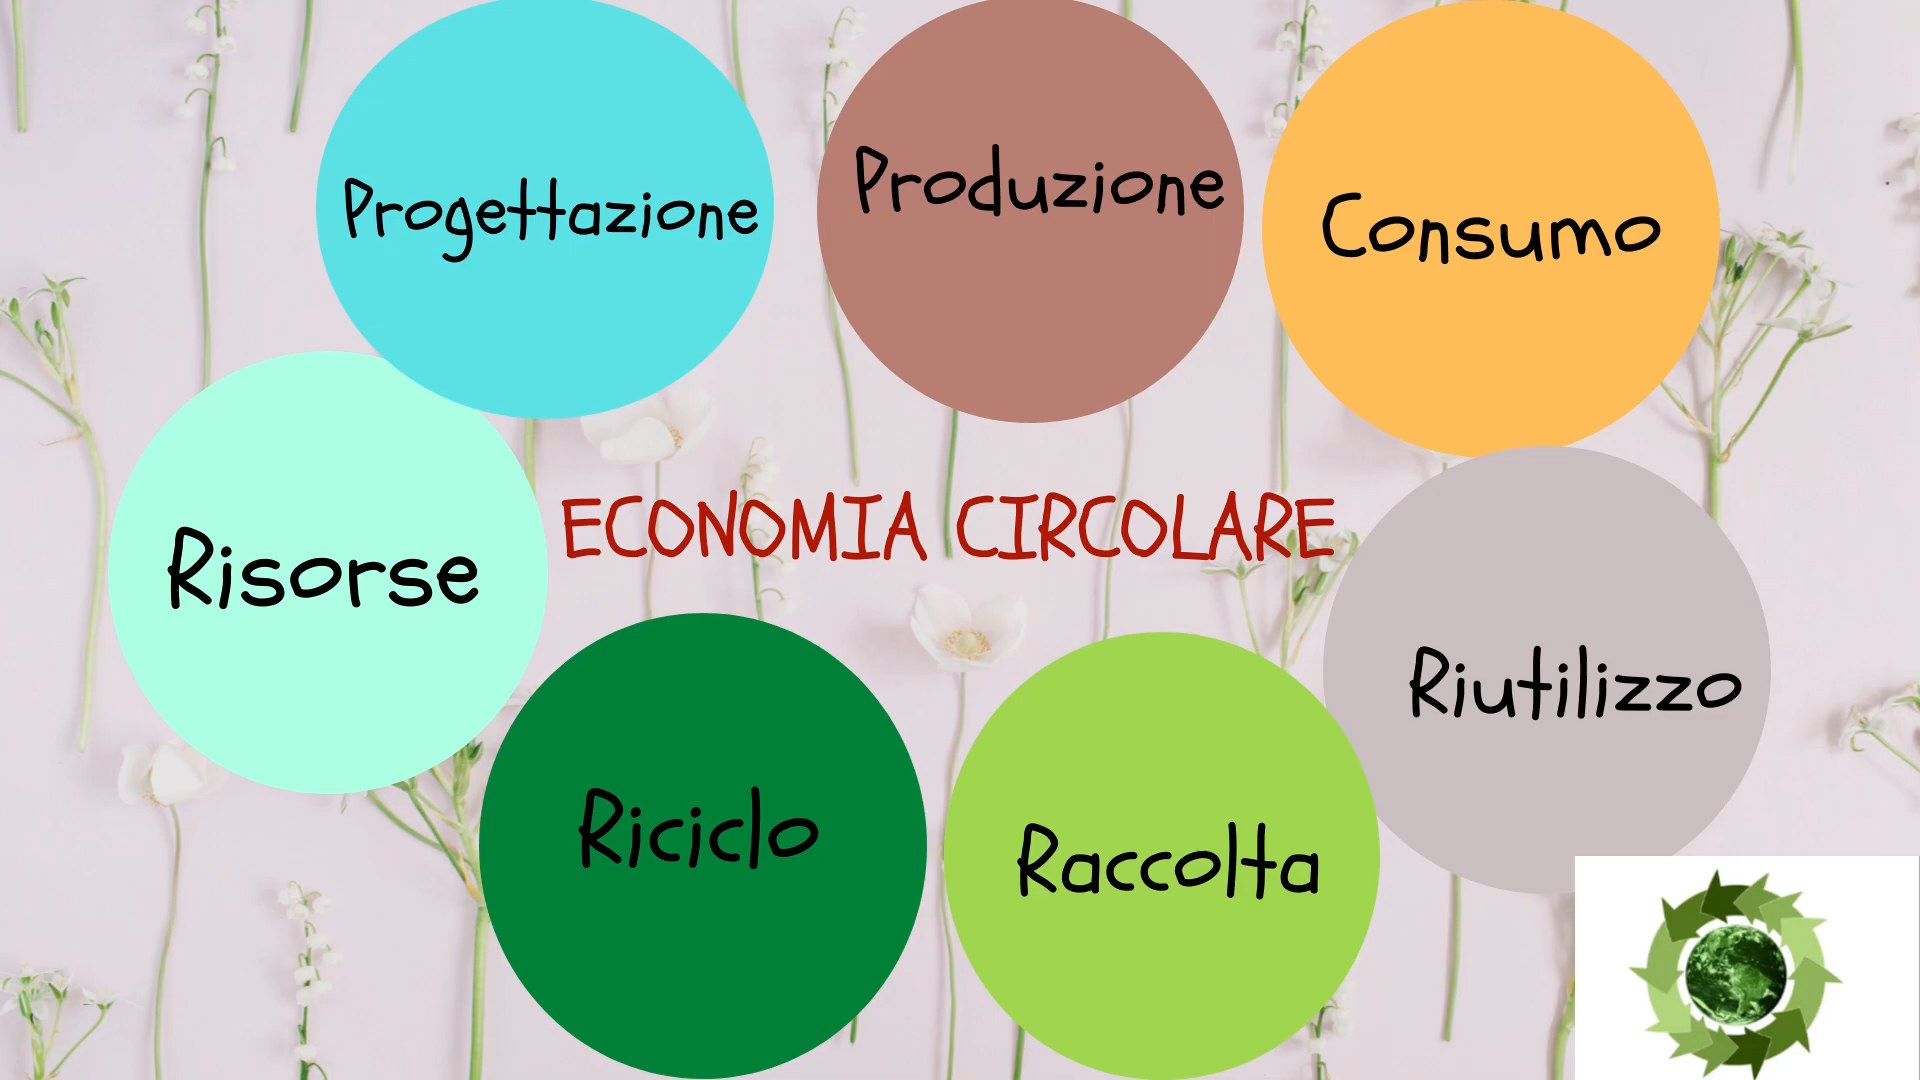 Progettazione
Produzione
Consumo
Risorse
ECONOMIA CIRCOLARE
Riutilizzo
Riciclo
Raccolta